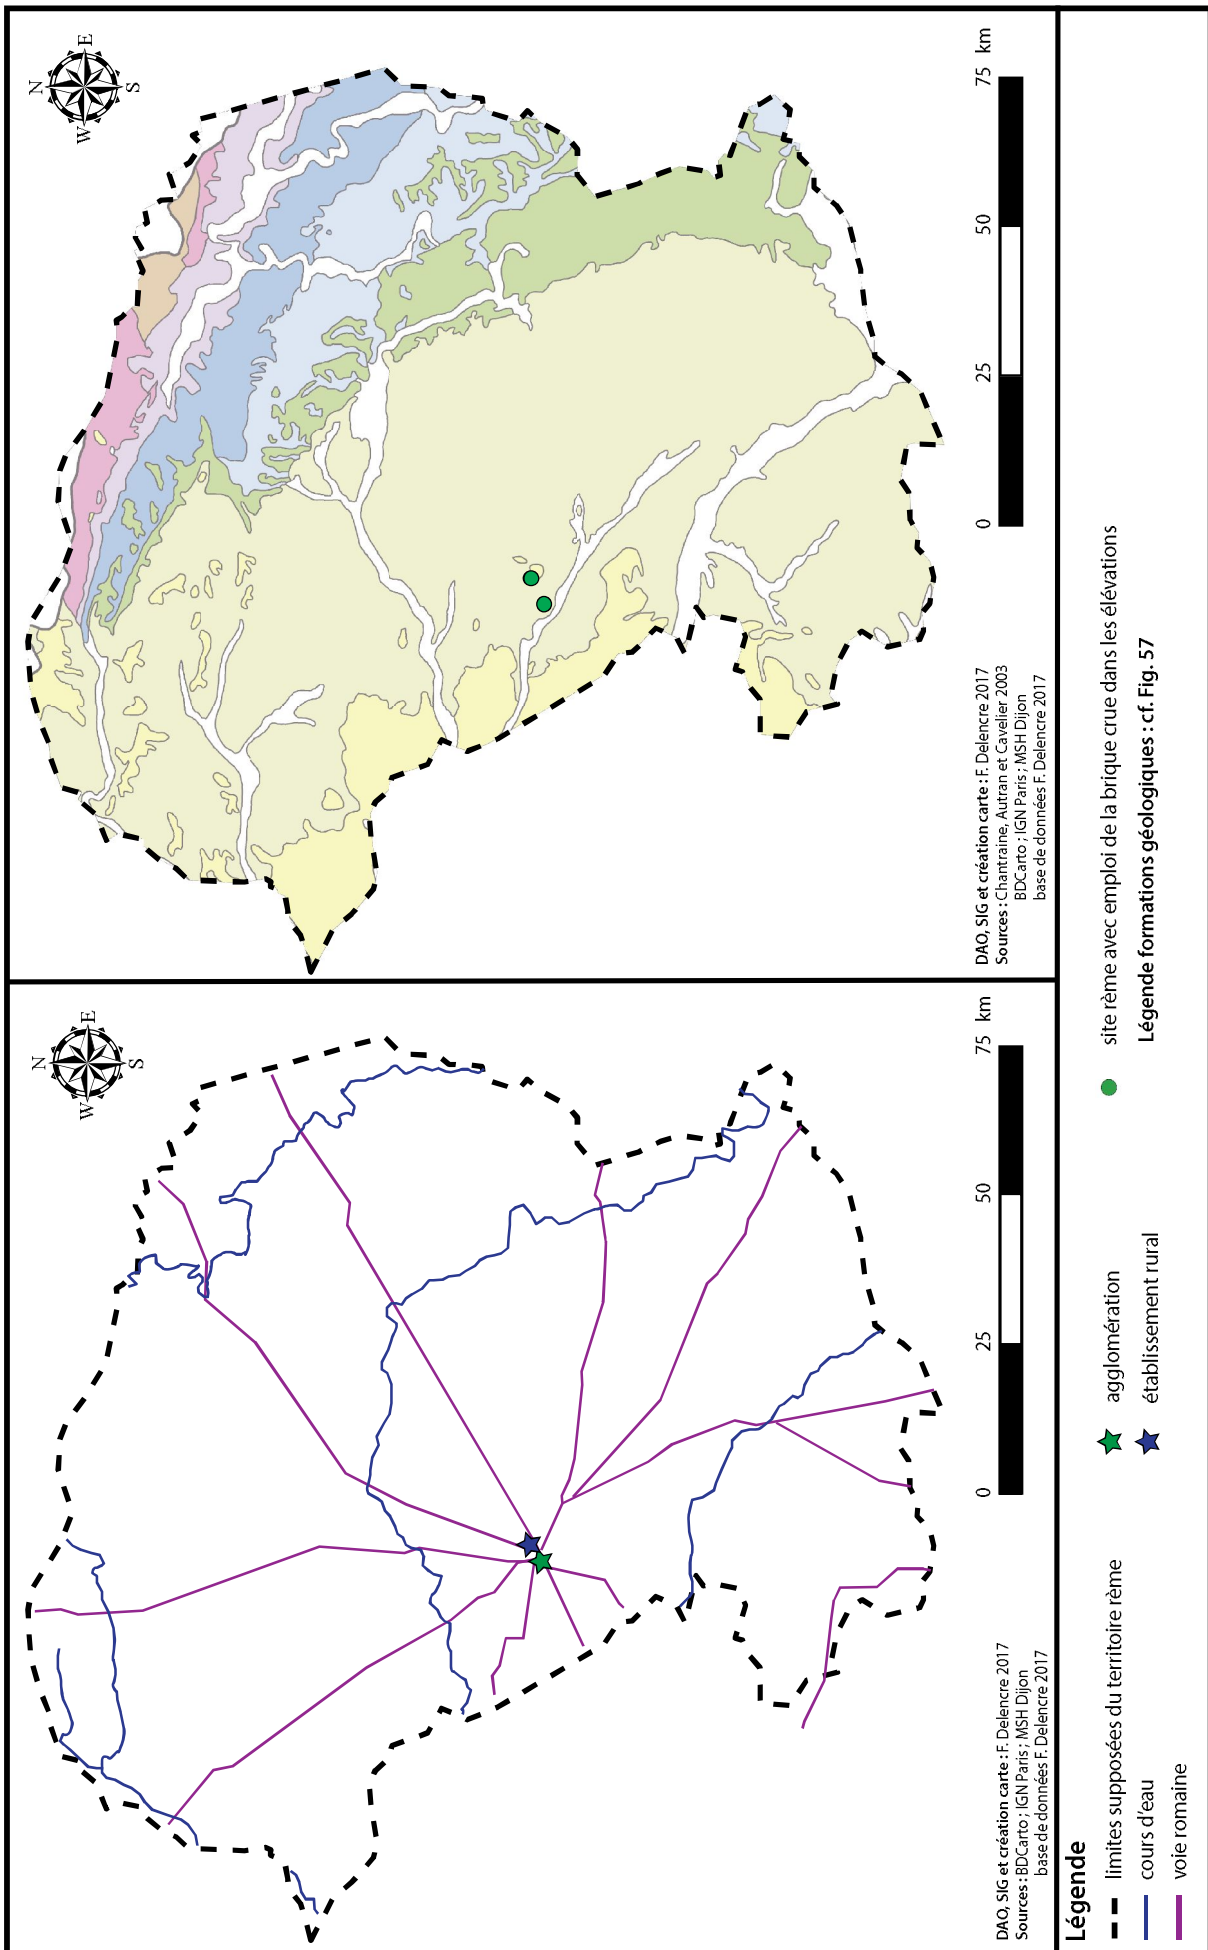 N
E
S
W
DAO, SIG et création carte : F. Delencre 2017
Sources : BDCarto ; IGN Paris ; MSH Dijon
base de données F. Delencre 2017
0
25
50
75
km
N
E
S
W
DAO, SIG et création carte : F. Delencre 2017
Sources : Chantraine, Autran et Cavelier 2003
BDCarto ; IGN Paris ; MSH Dijon
base de données F. Delencre 2017
0
25
50
75
km
Légende
limites supposées du territoire rème
cours d'eau
voie romaine
agglomération
établissement rural
site rème avec emploi de la brique crue dans les élévations
Légende formations géologiques : cf. Fig. 57